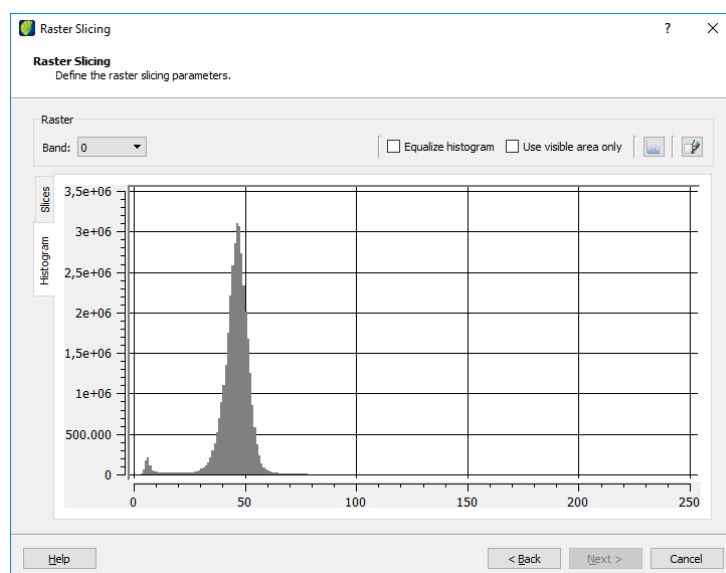 Raster Slicing
Raster Slicing
Define the raster slicing parameters.
Raster
Band: 0
Equalize histogram
Use visible area only
Slices
Histogram
3,5e+06
3e+06
2,5e+06
2e+06
1,5e+06
1e+06
500.000
0
0 50 100 150 200 250
Help
< Back
Next >
Cancel